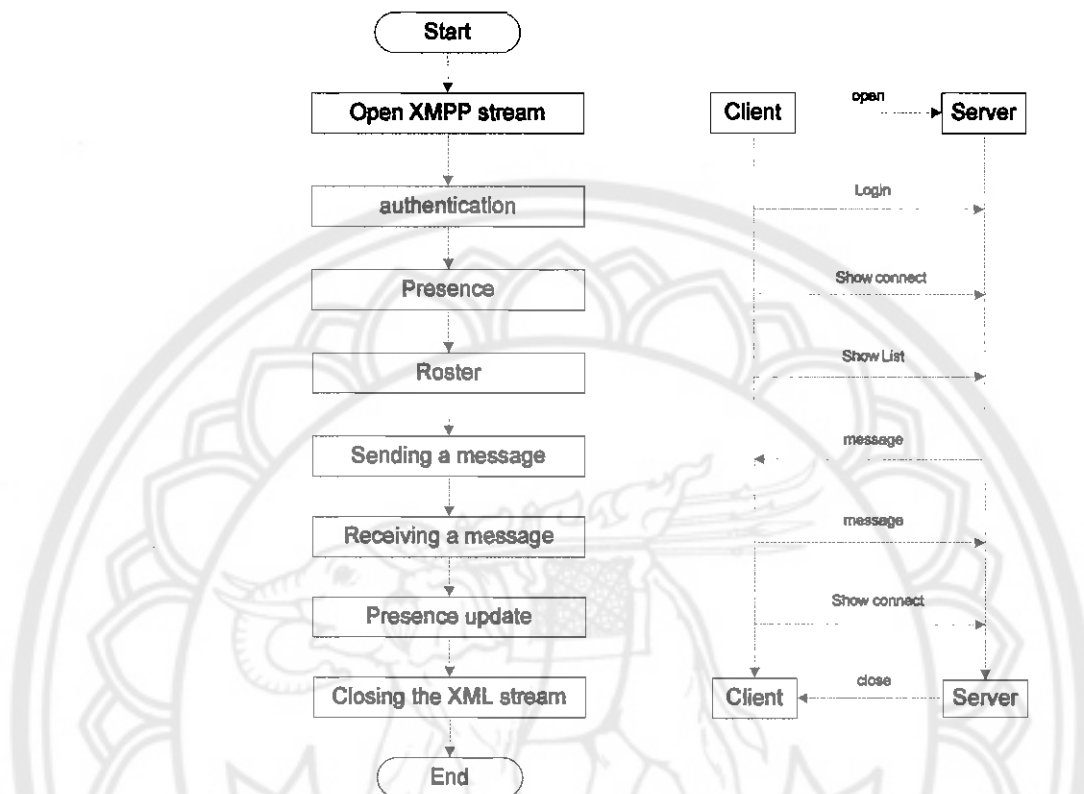 Start
Open XMPP stream
Client
open
Server
authentication
Login
Presence
Show connect
Roster
Show List
Sending a message
message
Receiving a message
message
Presence update
Show connect
Closing the XML stream
Client
close
Server
End